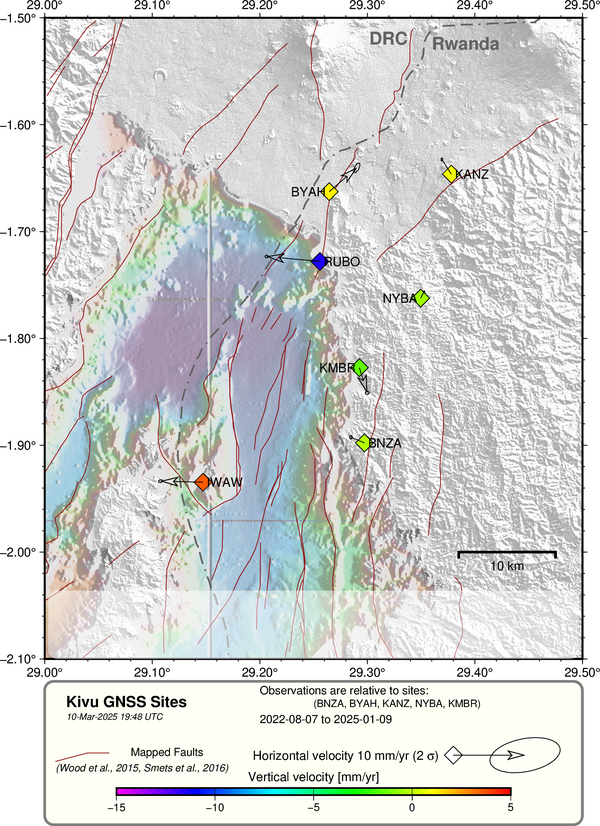 29.00° 29.10° 29.20° 29.30° 29.40° 29.50°
−1.50°
DRC
Rwanda
−1.60°
KANZ
BYAH
−1.70°
RUBO
NYBA
−1.80°
KMBR
−1.90°
BNZA
IWAW
−2.00°
10 km
−2.10°
29.00° 29.10° 29.20° 29.30° 29.40° 29.50°
Kivu GNSS Sites
10-Mar-2025 19:48 UTC
Observations are relative to sites:
(BNZA, BYAH, KANZ, NYBA, KMBR)
2022-08-07 to 2025-01-09
Mapped Faults
(Wood et al., 2015, Smets et al., 2016)
Horizontal velocity 10 mm/yr (2 σ)
Vertical velocity [mm/yr]
−15 −10 −5 0 5